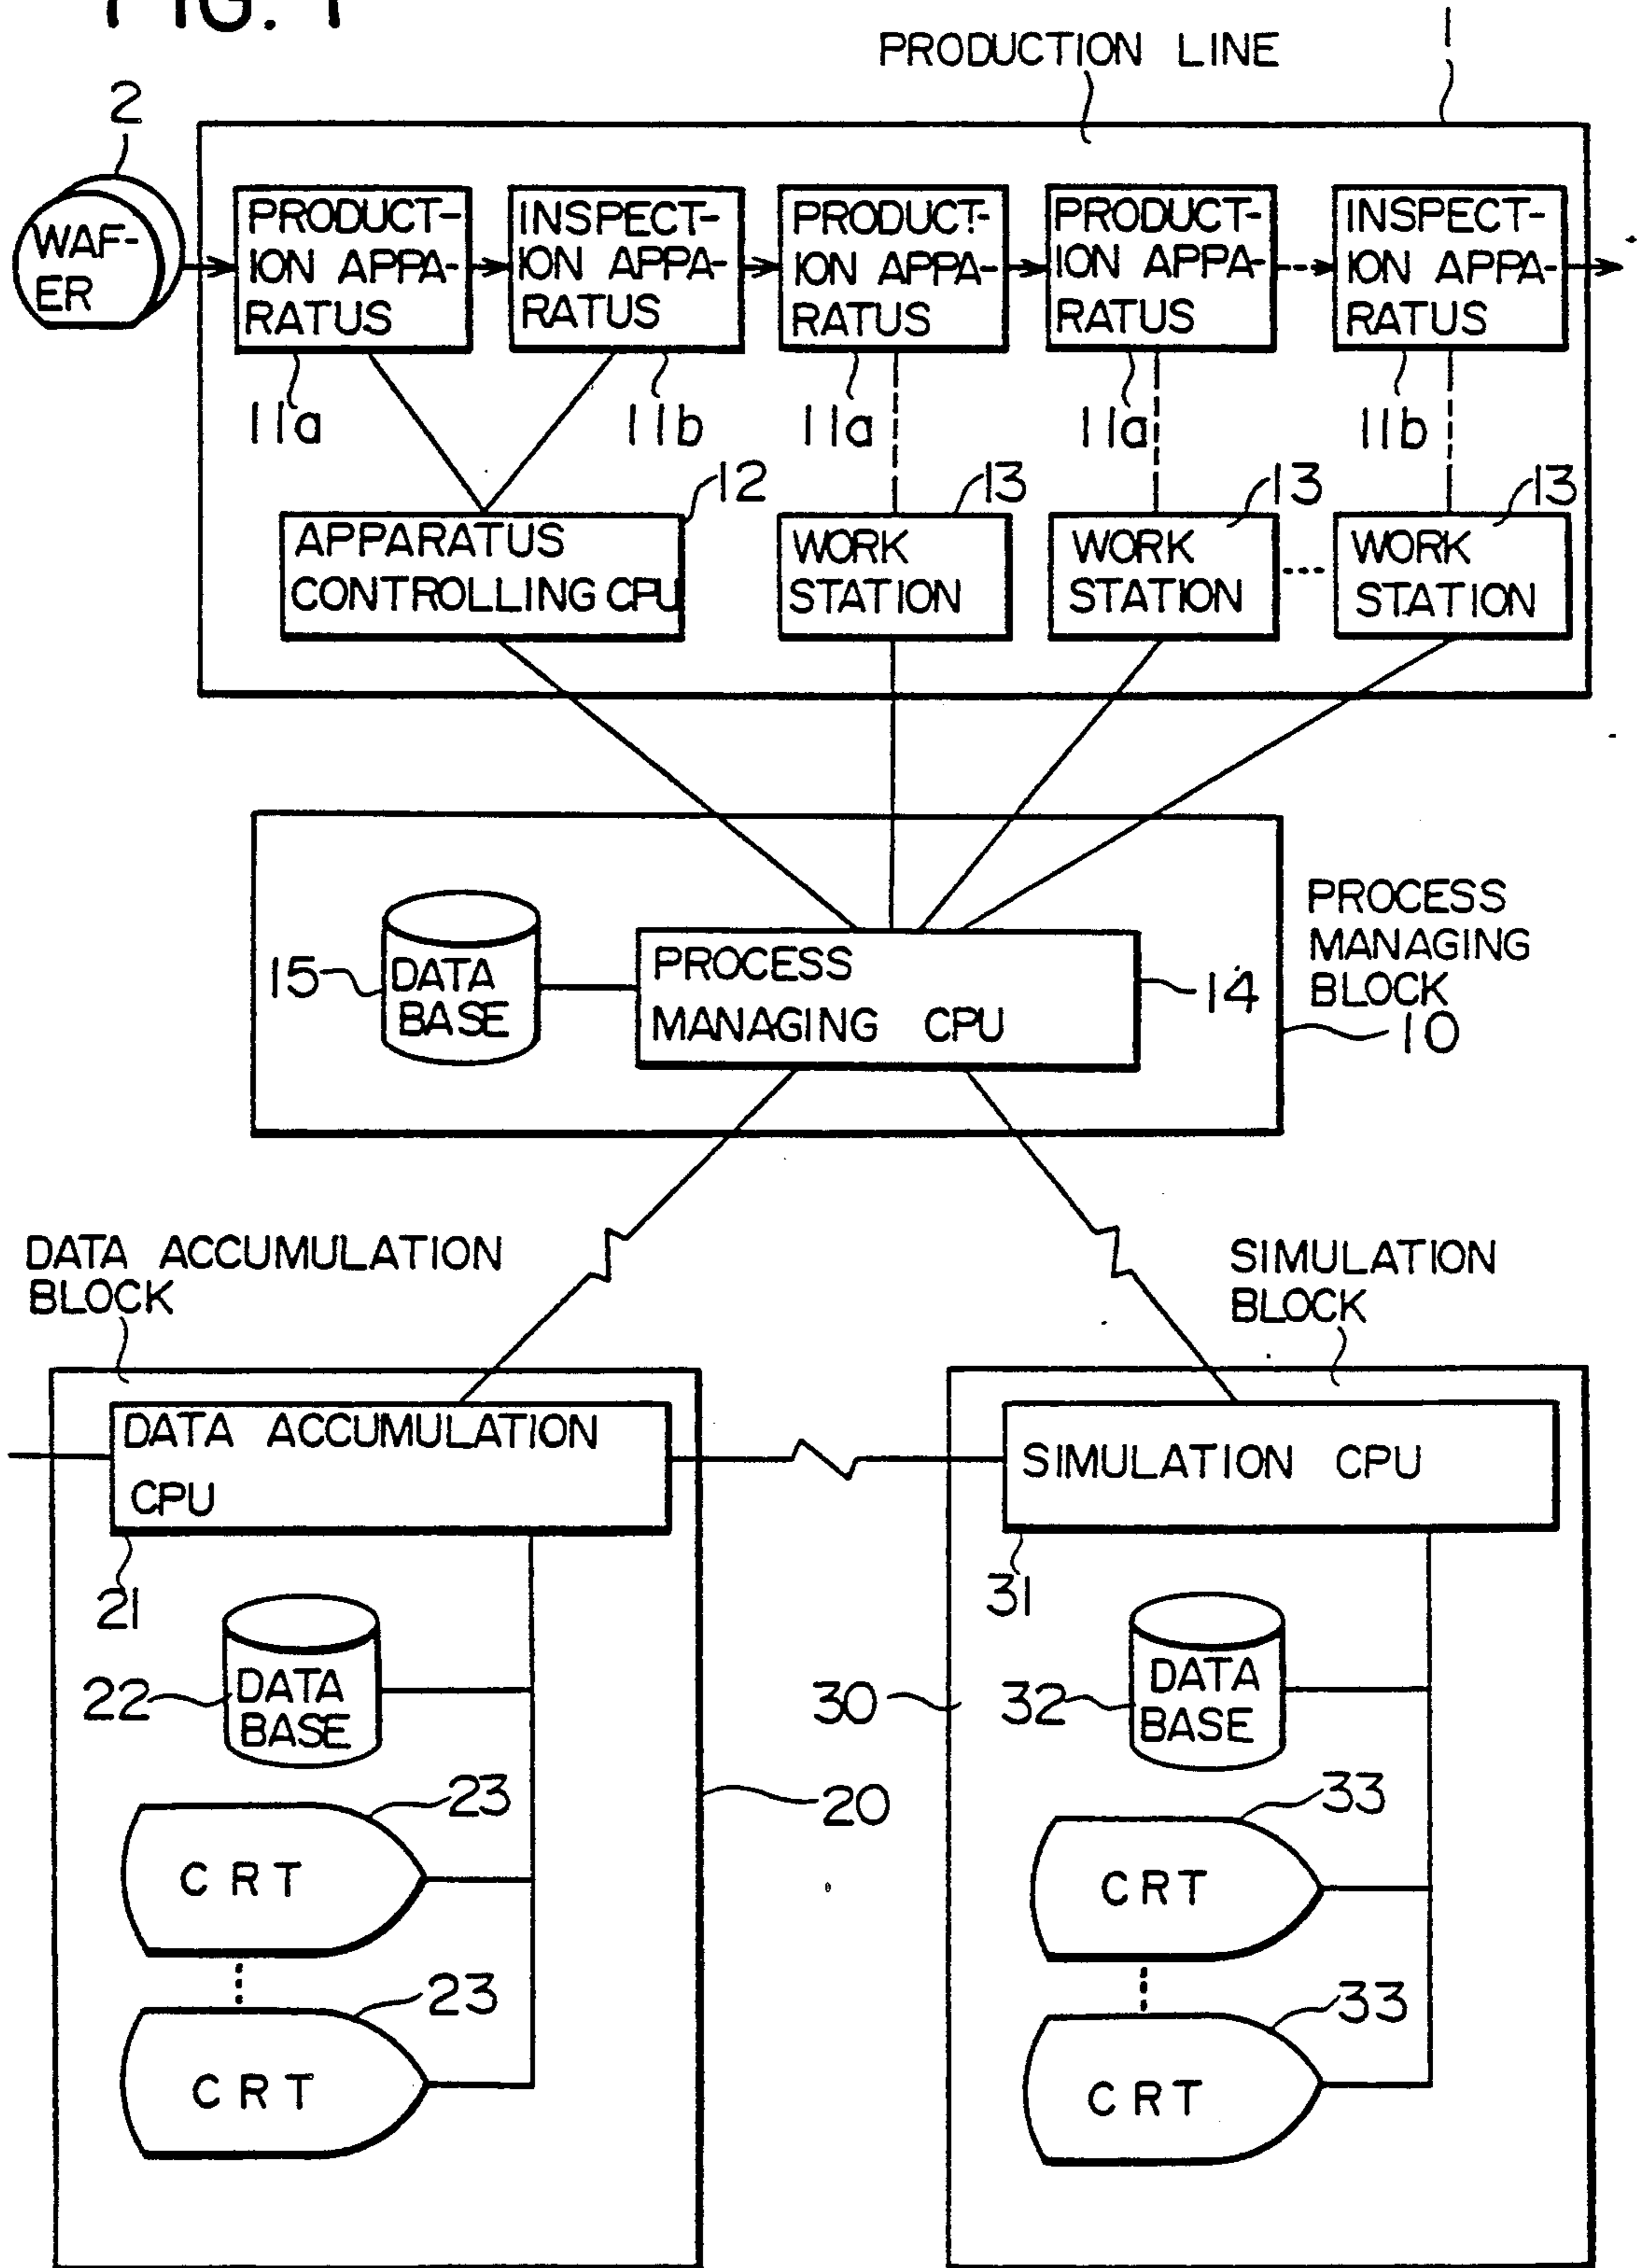 FIG. 1
PRODUCTION LINE
1
2
WAF-
ER
PRODUCT-
ION APPA-
RATUS
INSPECT-
ION APPA-
RATUS
PRODUCT-
ION APPA-
RATUS
PRODUCT-
ION APPA-
RATUS
INSPECT-
ION APPA-
RATUS
11a
11b
11a
11a
11b
12
13
13
13
APPARATUS
CONTROLLING CPU
WORK
STATION
WORK
STATION
WORK
STATION
15
DATA
BASE
PROCESS
MANAGING CPU
14
PROCESS
MANAGING
BLOCK
10
DATA ACCUMULATION
BLOCK
SIMULATION
BLOCK
DATA ACCUMULATION
CPU
SIMULATION CPU
21
31
22
DATA
BASE
30
32
DATA
BASE
23
20
33
CRT
CRT
23
33
CRT
CRT